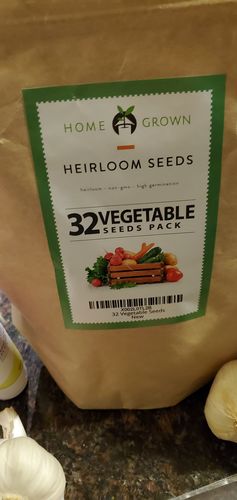 HOME GROWN
HEIRLOOM SEEDS
heirloom - non-gmo - high germination
32 VEGETABLE
SEEDS PACK
32 Vegetable Seeds
New